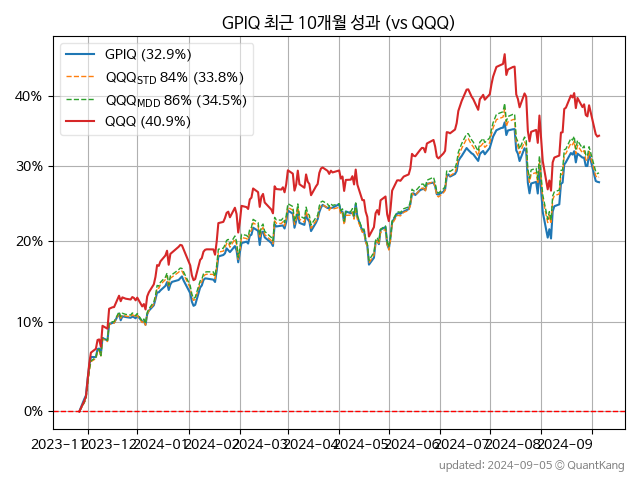 GPIQ 최근 10개월 성과 (vs QQQ)
GPIQ (32.9%)
QQQSTD 84% (33.8%)
QQQMDD 86% (34.5%)
QQQ (40.9%)
40%
30%
20%
10%
0%
2023-11 2023-12 2024-01 2024-02 2024-03 2024-04 2024-05 2024-06 2024-07 2024-08 2024-09
updated: 2024-09-05 © QuantKang